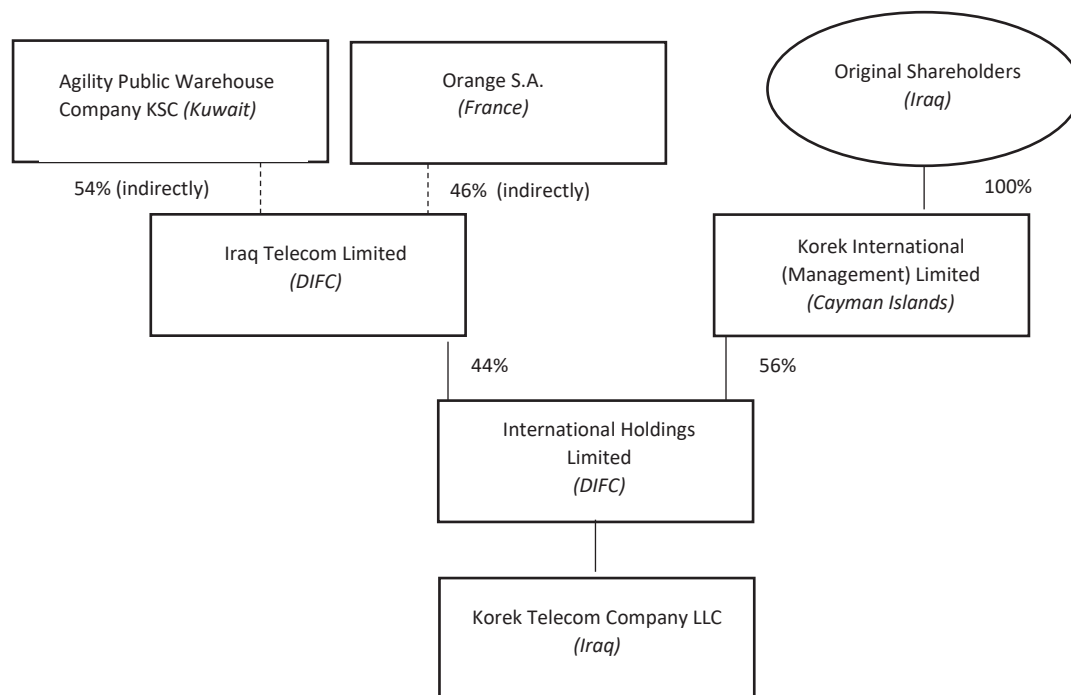 Agility Public Warehouse
Company KSC (Kuwait)
Orange S.A.
(France)
Original Shareholders
(Iraq)
54% (indirectly)
46% (indirectly)
100%
Iraq Telecom Limited
(DIFC)
Korek International
(Management) Limited
(Cayman Islands)
44%
56%
International Holdings
Limited
(DIFC)
Korek Telecom Company LLC
(Iraq)